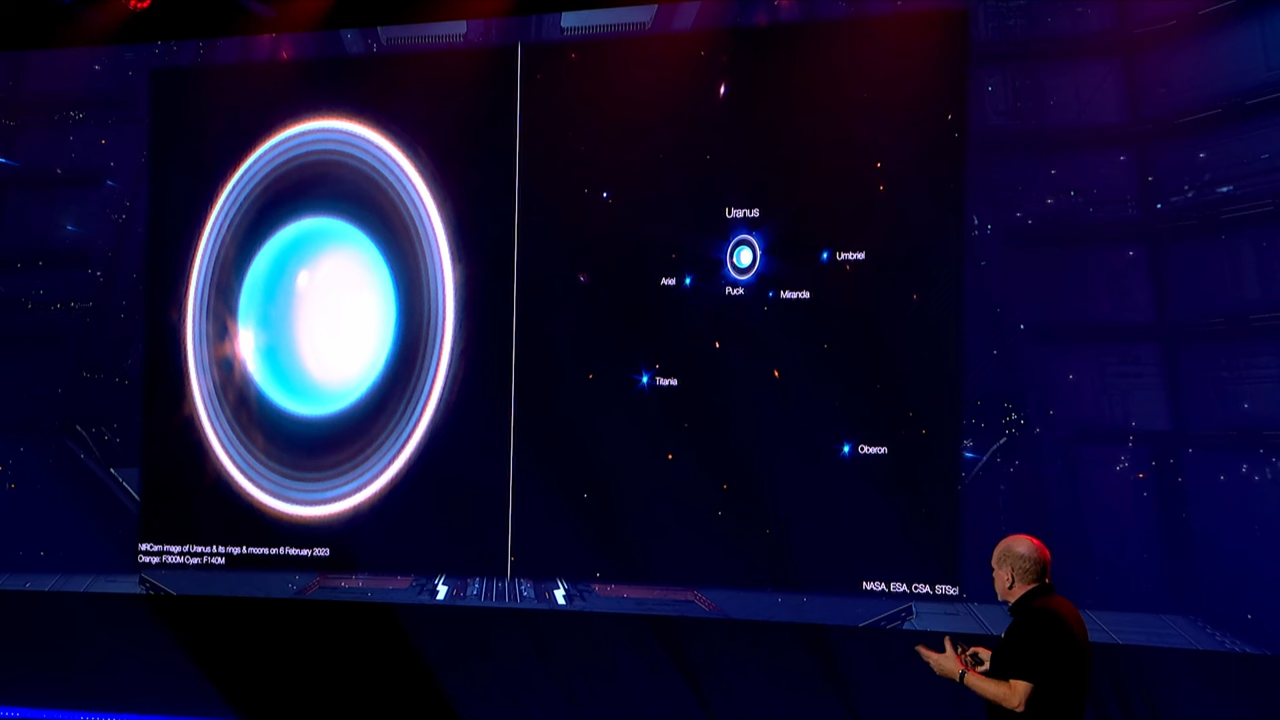 NIRCam image of Uranus & its rings & moons on 6 February 2023
Orange: F300M Cyan: F140M
Uranus
Umbriel
Ariel
Puck
Miranda
Titania
Oberon
NASA, ESA, CSA, STScI